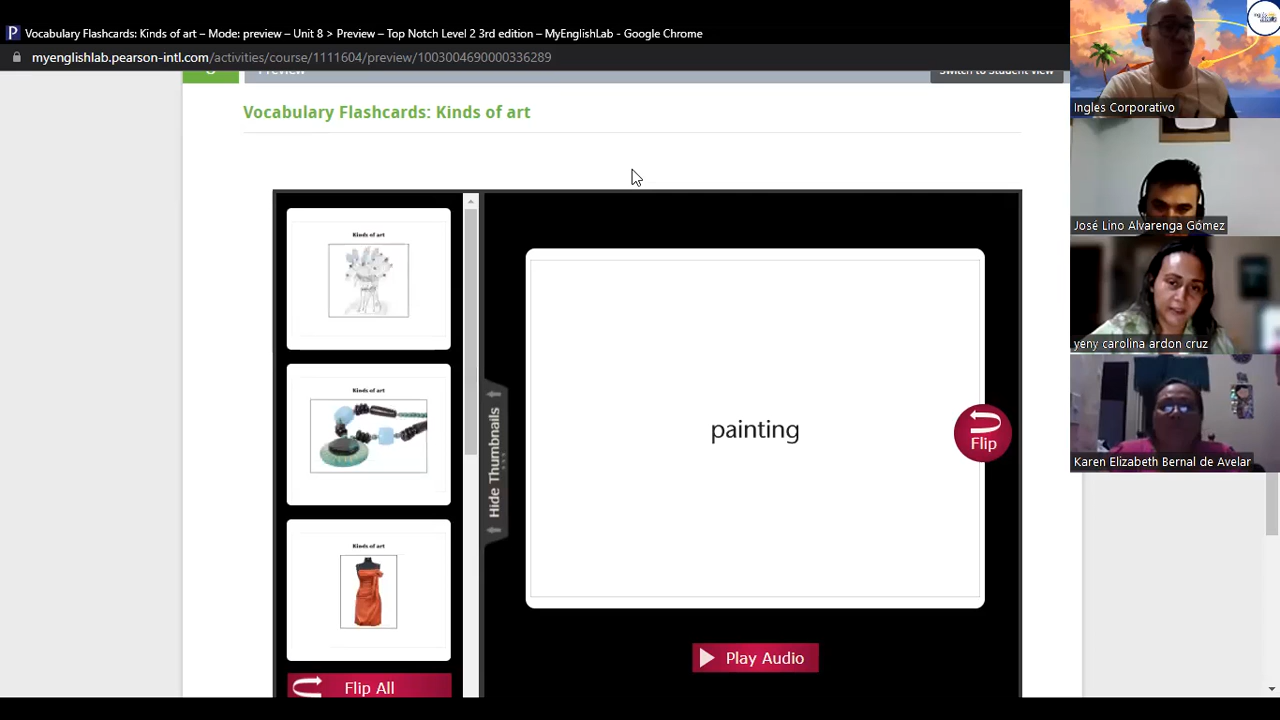 Vocabulary Flashcards: Kinds of art – Mode: preview – Unit 8 > Preview – Top Notch Level 2 3rd edition – MyEnglishLab - Google Chrome
myenglishlab.pearson-intl.com/activities/course/1111604/preview/1003004690000336289
Preview
Switch to Student View
Vocabulary Flashcards: Kinds of art
Kinds of art
Kinds of art
Kinds of art
Hide Thumbnails
painting
Flip
Play Audio
Flip All
Ingles Corporativo
José Lino Alvarenga Gómez
yeny carolina ardon cruz
Karen Elizabeth Bernal de Avelar